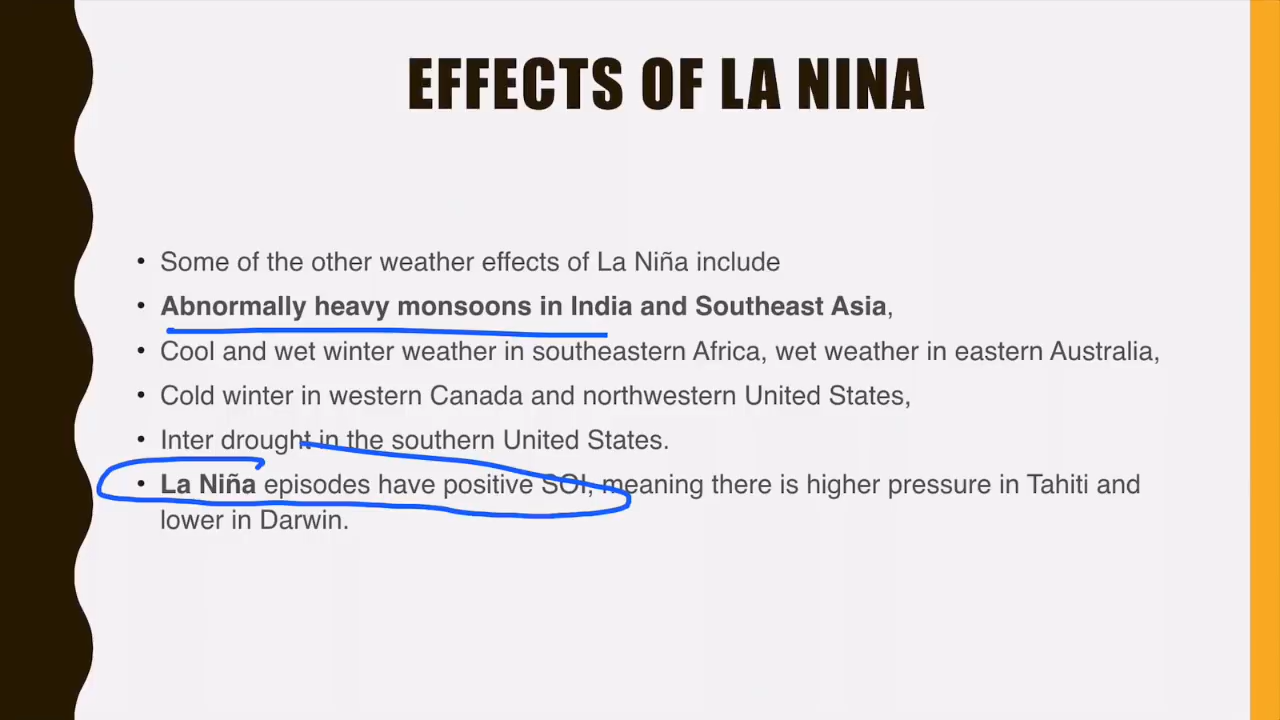 EFFECTS OF LA NINA
• Some of the other weather effects of La Niña include
• Abnormally heavy monsoons in India and Southeast Asia,
• Cool and wet winter weather in southeastern Africa, wet weather in eastern Australia,
• Cold winter in western Canada and northwestern United States,
• Inter drought in the southern United States.
• La Niña episodes have positive SOI, meaning there is higher pressure in Tahiti and
lower in Darwin.